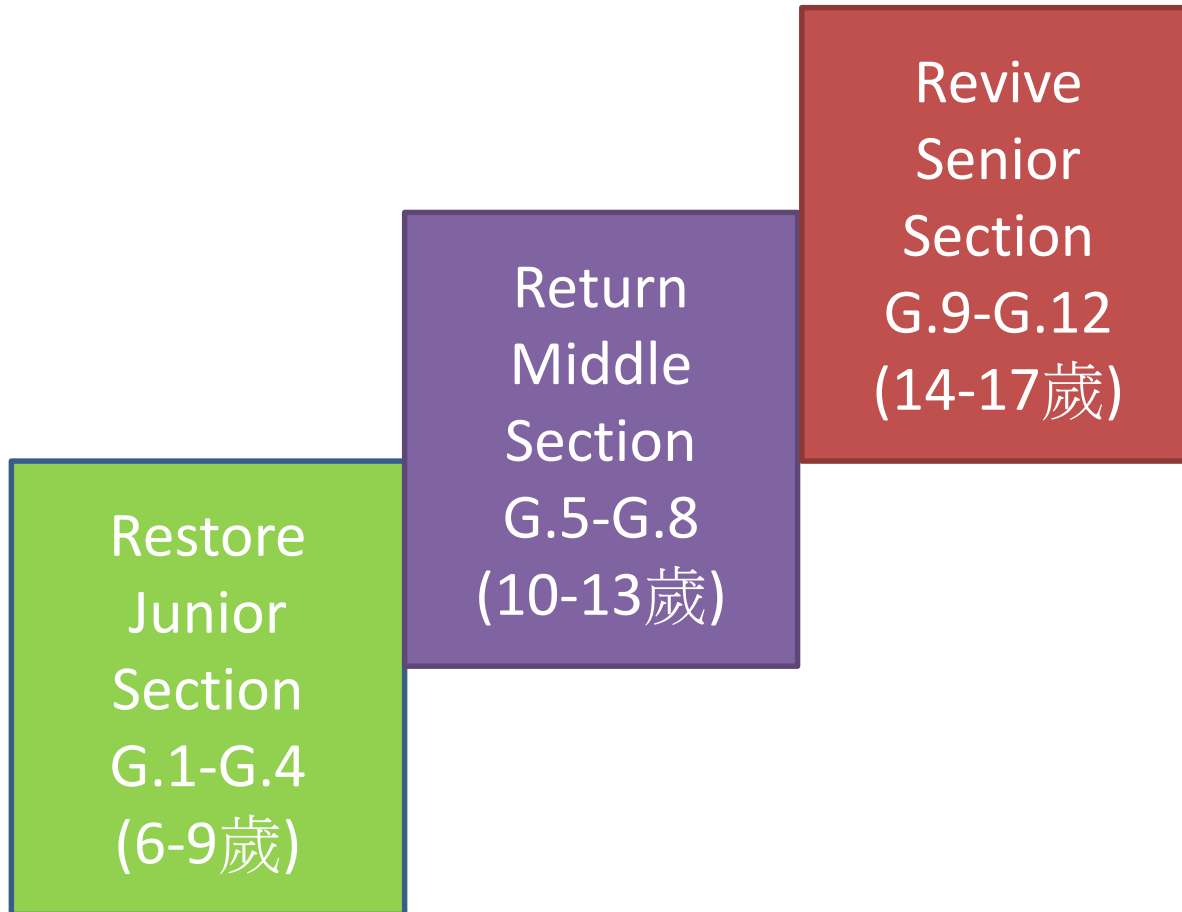 Restore
Junior
Section
G.1-G.4
(6-9歲)
Return
Middle
Section
G.5-G.8
(10-13歲)
Revive
Senior
Section
G.9-G.12
(14-17歲)